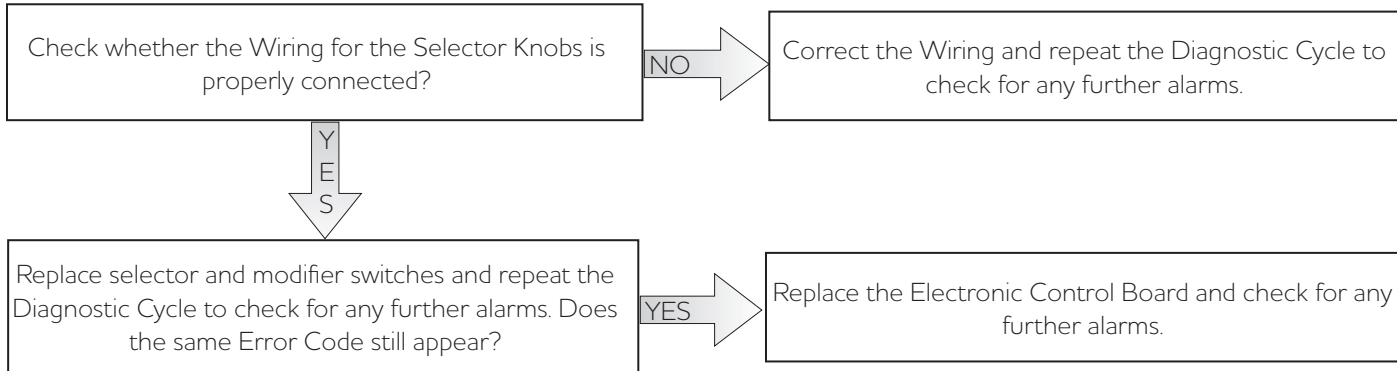 Check whether the Wiring for the Selector Knobs is
properly connected?
NO
Correct the Wiring and repeat the Diagnostic Cycle to
check for any further alarms.
YES
Replace selector and modifier switches and repeat the
Diagnostic Cycle to check for any further alarms. Does
the same Error Code still appear?
YES
Replace the Electronic Control Board and check for any
further alarms.